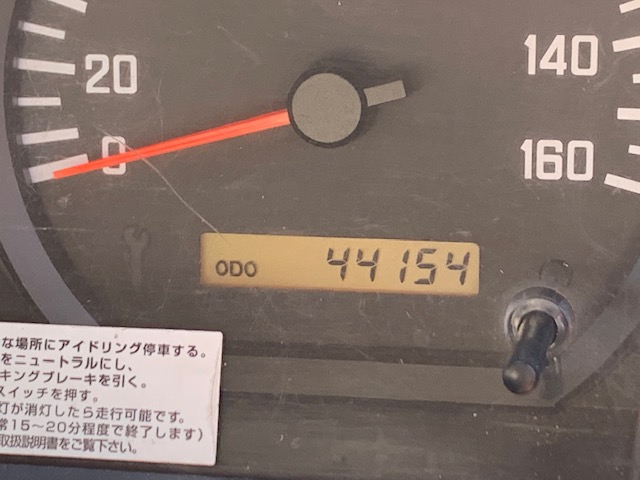 20
0
140
160
ODO 44154
な場所にアイドリング停車する。
をニュートラルにし、
キングブレーキを引く。
スイッチを押す。
灯が消灯したら走行可能です。
常15～20分程度で終了します)
取扱説明書をご覧下さい。